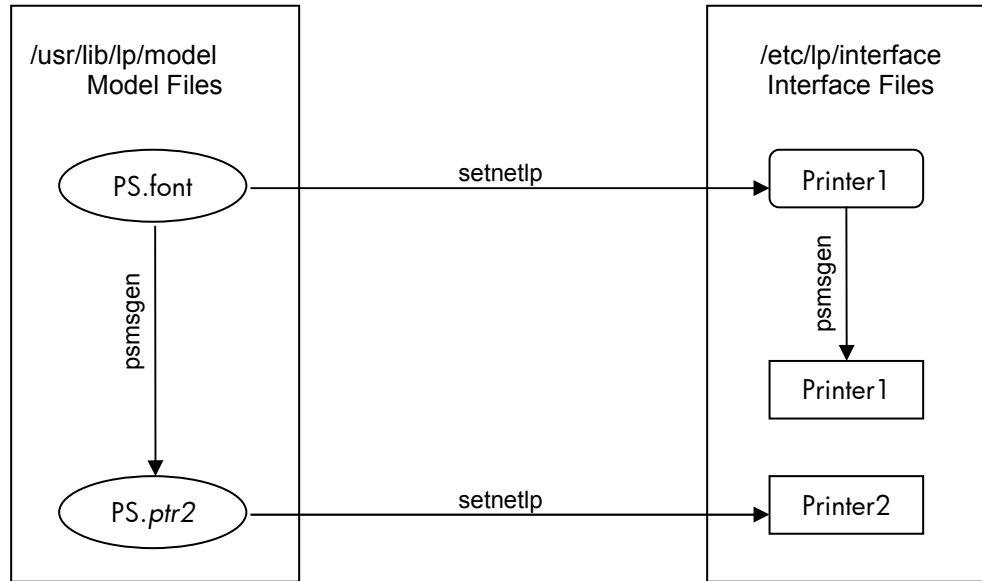 /usr/lib/lp/model
Model Files
/etc/lp/interface
Interface Files
PS.font
setnetlp
Printer1
psmsgen
psmsgen
Printer1
PS.ptr2
setnetlp
Printer2